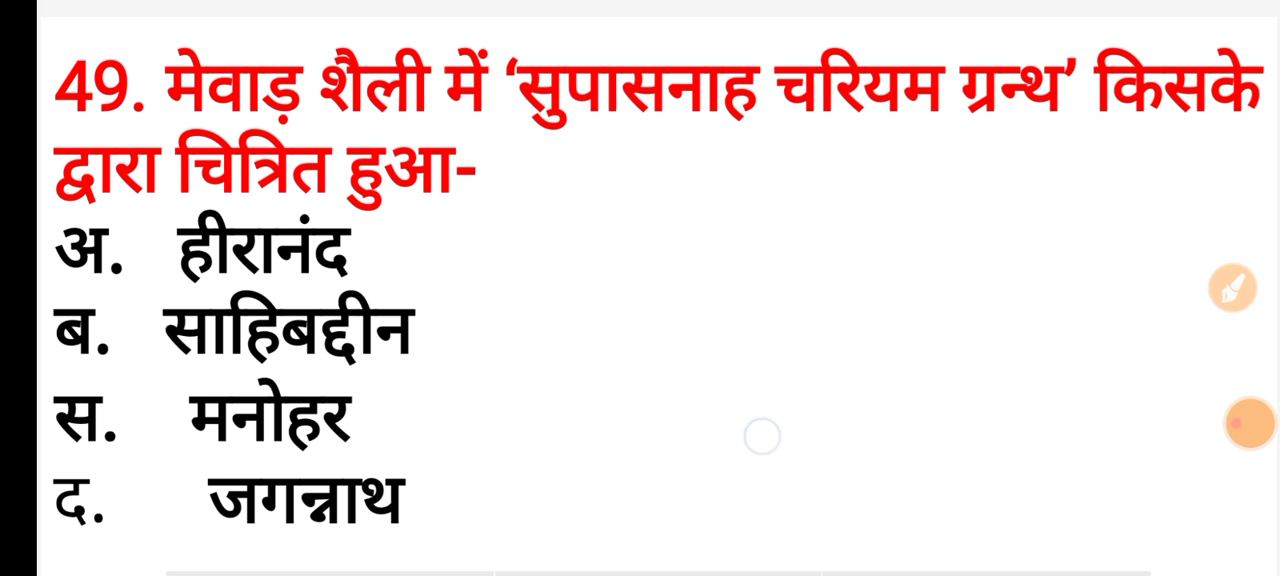 49. मेवाड़ शैली में ‘सुपासनाह चरियम ग्रन्थ’ किसके
द्वारा चित्रित हुआ-
अ. हीरानंद
ब. साहिबद्दीन
स. मनोहर
द. जगन्नाथ